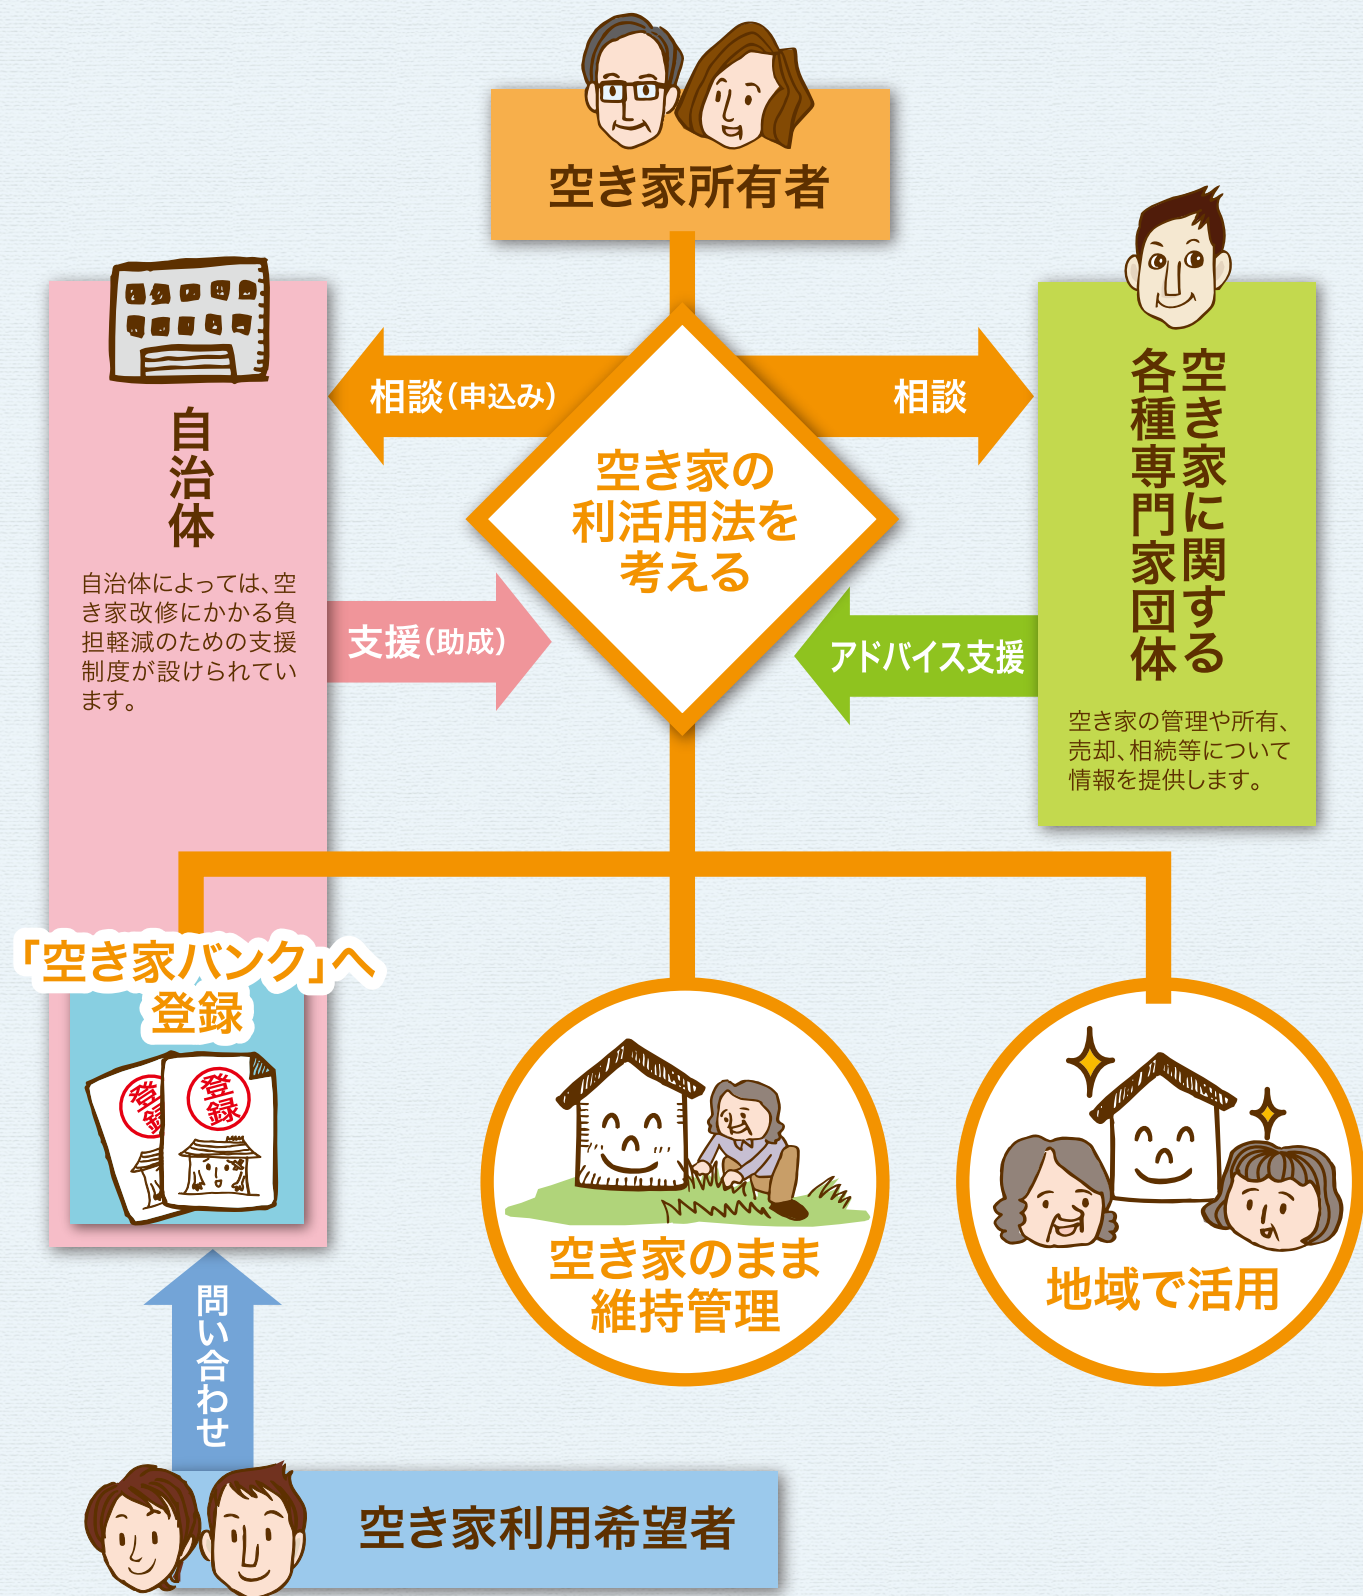 空き家所有者
相談(申込み)
相談
空き家の
利活用法を
考える
自治体
自治体によっては、空
き家改修にかかる負
担軽減のための支援
制度が設けられてい
ます。
支援(助成)
アドバイス支援
空き家に関する
各種専門家団体
空き家の管理や所有、
売却、相続等について
情報を提供します。
「空き家バンク」へ
登録
登録
登録
空き家のまま
維持管理
地域で活用
問い合わせ
空き家利用希望者